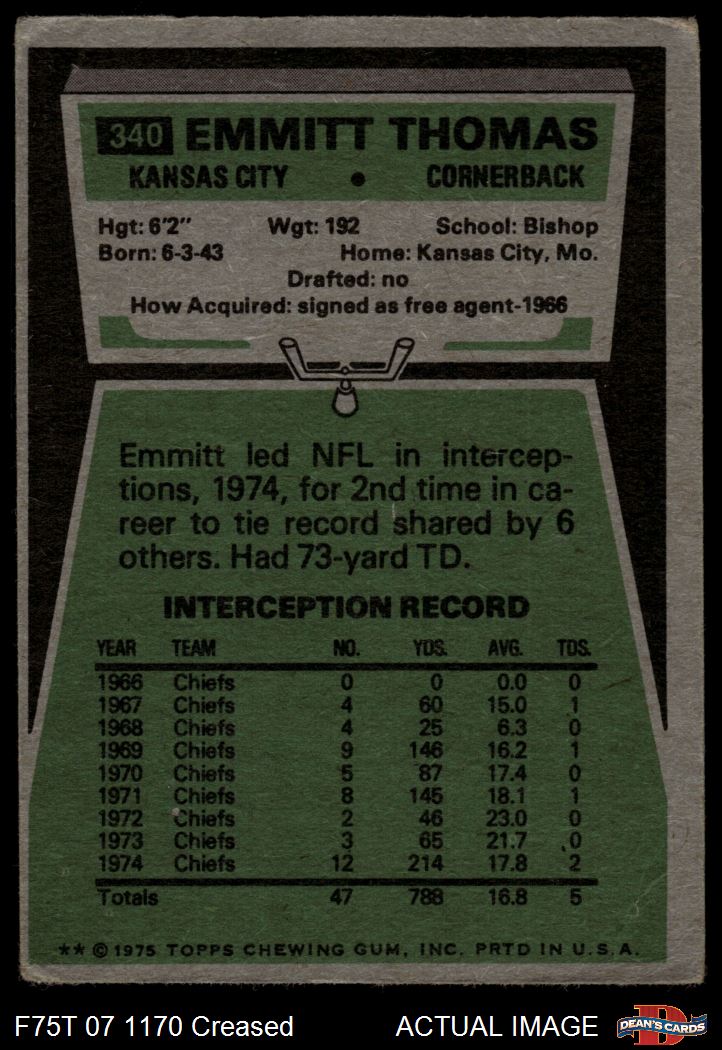 340 EMMITT THOMAS
KANSAS CITY • CORNERBACK
Hgt: 6'2" Wgt: 192 School: Bishop
Born: 6-3-43 Home: Kansas City, Mo.
Drafted: no
How Acquired: signed as free agent-1966
Emmitt led NFL in intercep-
tions, 1974, for 2nd time in ca-
reer to tie record shared by 6
others. Had 73-yard TD.
INTERCEPTION RECORD
YEAR TEAM NO. YDS. AVG. TDS.
1966 Chiefs 0 0 0.0 0
1967 Chiefs 4 60 15.0 1
1968 Chiefs 4 25 6.3 0
1969 Chiefs 9 146 16.2 1
1970 Chiefs 5 87 17.4 0
1971 Chiefs 8 145 18.1 1
1972 Chiefs 2 46 23.0 0
1973 Chiefs 3 65 21.7 0
1974 Chiefs 12 214 17.8 2
Totals 47 788 16.8 5
** © 1975 TOPPS CHEWING GUM, INC. PRTD IN U.S.A.
F75T 07 1170 Creased ACTUAL IMAGE D DEAN'S CARDS